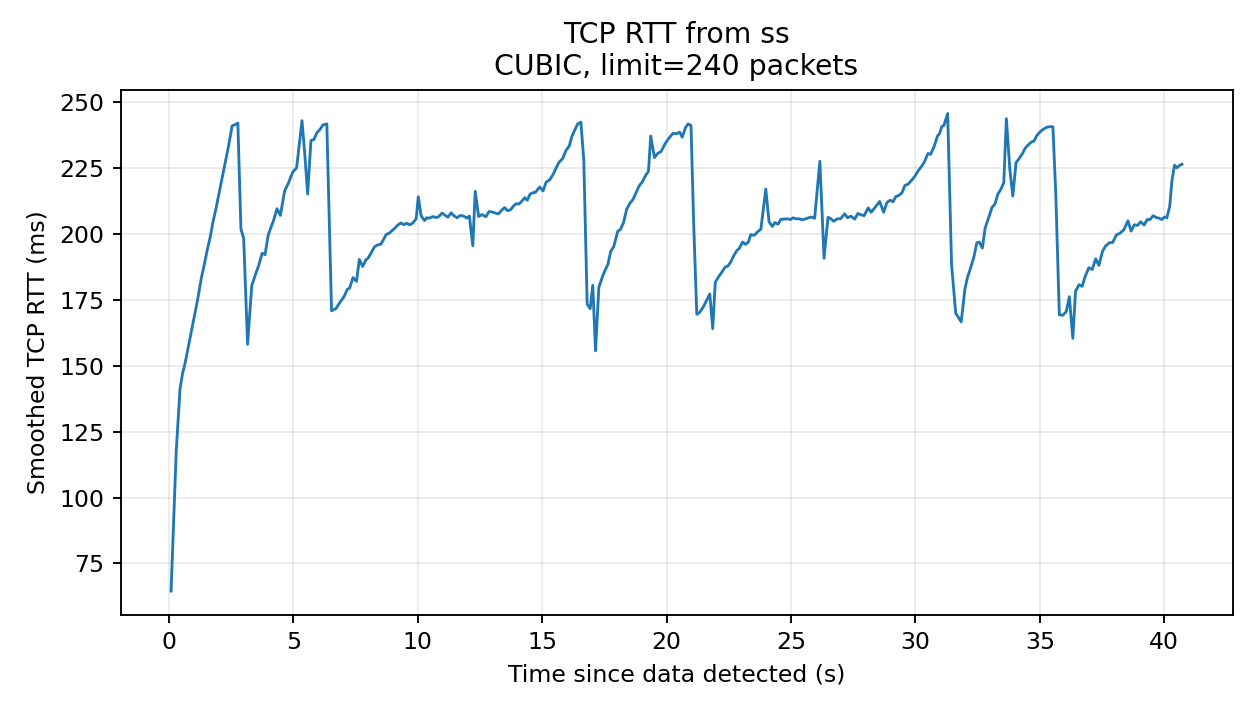 TCP RTT from ss
CUBIC, limit=240 packets
Smoothed TCP RTT (ms)
250
225
200
175
150
125
100
75
0 5 10 15 20 25 30 35 40
Time since data detected (s)